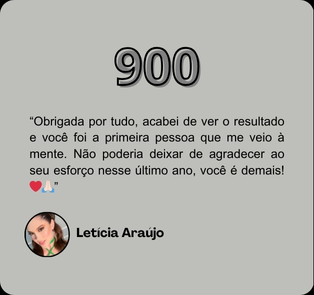 900
“Obrigada por tudo, acabei de ver o resultado
e você foi a primeira pessoa que me veio à
mente. Não poderia deixar de agradecer ao
seu esforço nesse último ano, você é demais!
❤️🙏🏻”
Letícia Araújo